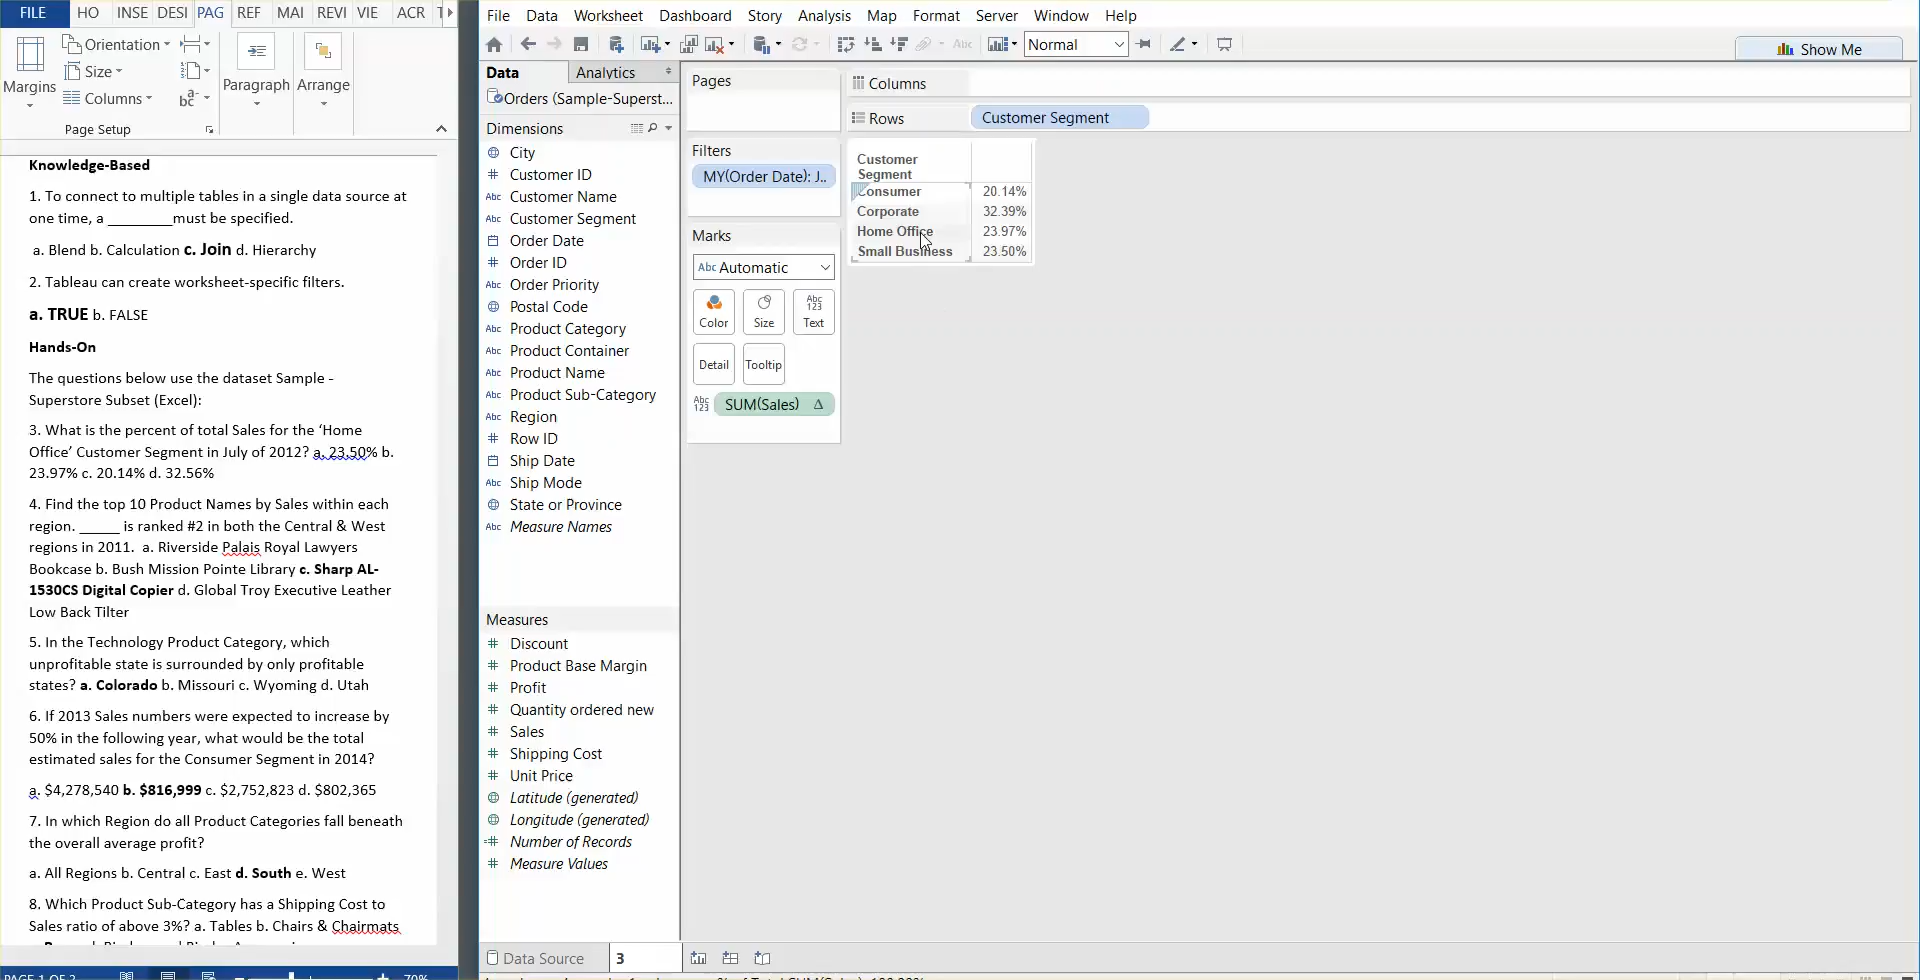 FILE HO INSE DESI PAG REF MAI REVI VIE ACR
Orientation
Size
Columns
Margins
Paragraph Arrange
Page Setup
Knowledge-Based
1. To connect to multiple tables in a single data source at
one time, a _________must be specified.
a. Blend b. Calculation c. Join d. Hierarchy
2. Tableau can create worksheet-specific filters.
a. TRUE b. FALSE
Hands-On
The questions below use the dataset Sample -
Superstore Subset (Excel):
3. What is the percent of total Sales for the ‘Home
Office’ Customer Segment in July of 2012? a. 23.50% b.
23.97% c. 20.14% d. 32.56%
4. Find the top 10 Product Names by Sales within each
region. _____ is ranked #2 in both the Central & West
regions in 2011. a. Riverside Palais Royal Lawyers
Bookcase b. Bush Mission Pointe Library c. Sharp AL-
1530CS Digital Copier d. Global Troy Executive Leather
Low Back Tilter
5. In the Technology Product Category, which
unprofitable state is surrounded by only profitable
states? a. Colorado b. Missouri c. Wyoming d. Utah
6. If 2013 Sales numbers were expected to increase by
50% in the following year, what would be the total
estimated sales for the Consumer Segment in 2014?
a. $4,278,540 b. $816,999 c. $2,752,823 d. $802,365
7. In which Region do all Product Categories fall beneath
the overall average profit?
a. All Regions b. Central c. East d. South e. West
8. Which Product Sub-Category has a Shipping Cost to
Sales ratio of above 3%? a. Tables b. Chairs & Chairmats
File Data Worksheet Dashboard Story Analysis Map Format Server Window Help
Abc Normal
Show Me
Data Analytics
Orders (Sample-Superst...
Dimensions
City
# Customer ID
Abc Customer Name
Abc Customer Segment
Order Date
# Order ID
Abc Order Priority
Postal Code
Abc Product Category
Abc Product Container
Abc Product Name
Abc Product Sub-Category
Abc Region
# Row ID
Ship Date
Abc Ship Mode
State or Province
Abc Measure Names
Measures
# Discount
# Product Base Margin
# Profit
# Quantity ordered new
# Sales
# Shipping Cost
# Unit Price
Latitude (generated)
Longitude (generated)
=# Number of Records
# Measure Values
Pages
Filters
MY(Order Date): J..
Marks
Abc Automatic
Color Size Abc 123 Text
Detail Tooltip
Abc 123 SUM(Sales) Δ
Columns
Rows Customer Segment
Customer
Segment
Consumer 20.14%
Corporate 32.39%
Home Office 23.97%
Small Business 23.50%
Data Source 3